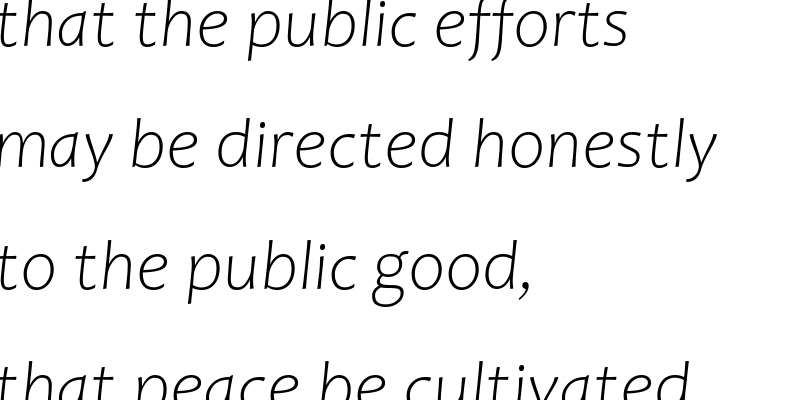 that the public efforts
may be directed honestly
to the public good,
that peace be cultivated